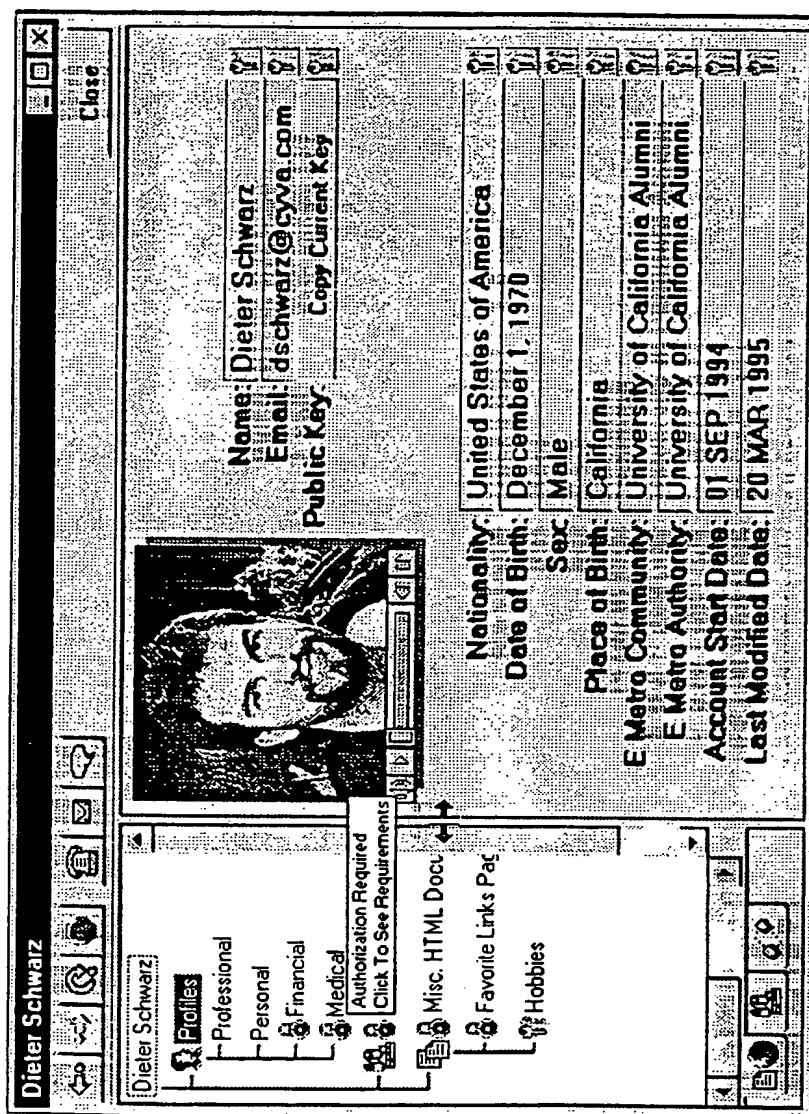 Dieter Schwarz
Close
Dieter Schwarz
Profiles
Professional
Personal
Financial
Medical
Authorization Required
Click To See Requirements
Misc. HTML Docu
Favorite Links Pag
Hobbies
Name: Dieter Schwarz
Email: dschwarz@cyva.com
Public Key: Copy Current Key
Nationality: United States of America
Date of Birth: December 1, 1970
Sex: Male
Place of Birth: California
E Metro Community: University of California Alumni
E Metro Authority: University of California Alumni
Account Start Date: 01 SEP 1994
Last Modified Date: 20 MAR 1995